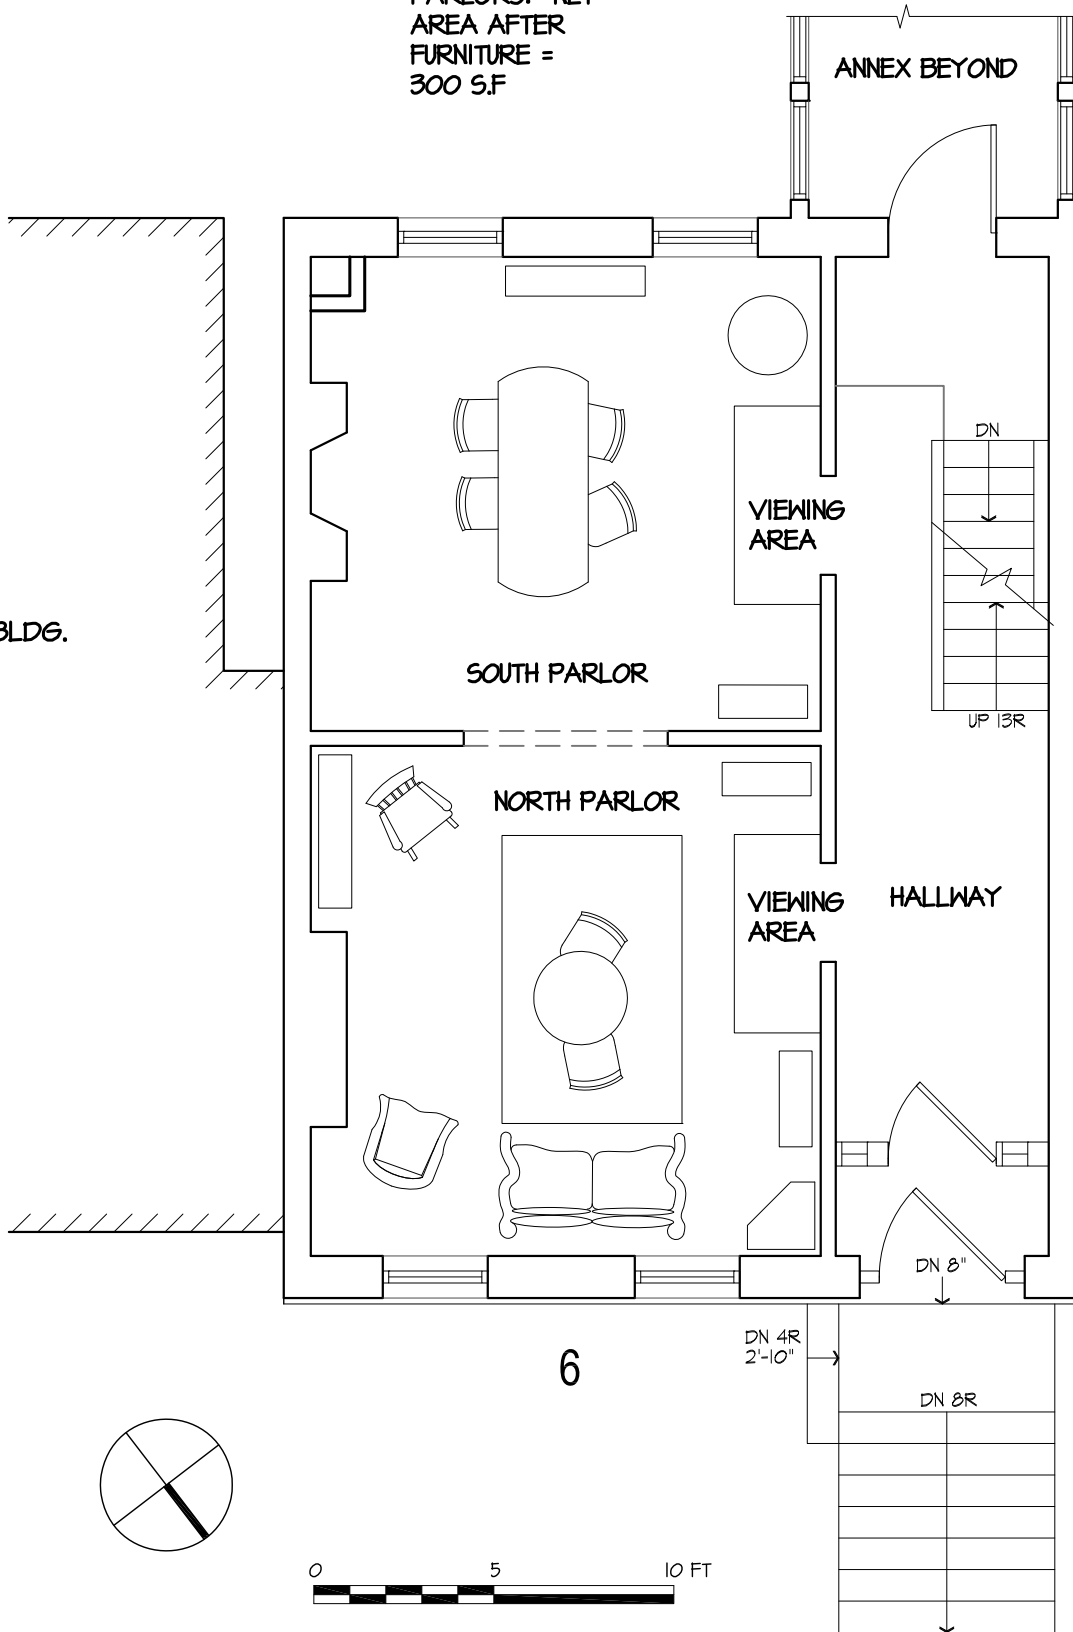 AREA AFTER
FURNITURE =
300 S.F
ANNEX BEYOND
DN
VIEWING
AREA
BLDG.
SOUTH PARLOR
UP 13R
NORTH PARLOR
VIEWING
AREA
HALLWAY
DN 8"
DN 4R
2'-10"
6
DN 8R
0 5 10 FT